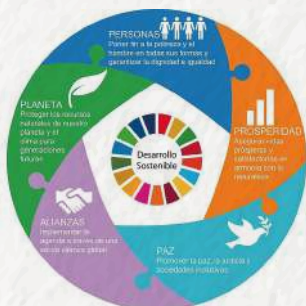 PERSONAS
Poner fin a la pobreza y el
hambre en todas sus formas y
garantizar la dignidad e igualdad
PROSPERIDAD
Asegurar vidas
prósperas y
satisfactorias en
armonía con la
naturaleza
PAZ
Promover la paz, la justicia y
sociedades inclusivas
ALIANZAS
Implementar la
agenda a través de una
sólida alianza global
PLANETA
Proteger los recursos
naturales de nuestro
planeta y el
clima para
generaciones
futuras
Desarrollo
Sostenible